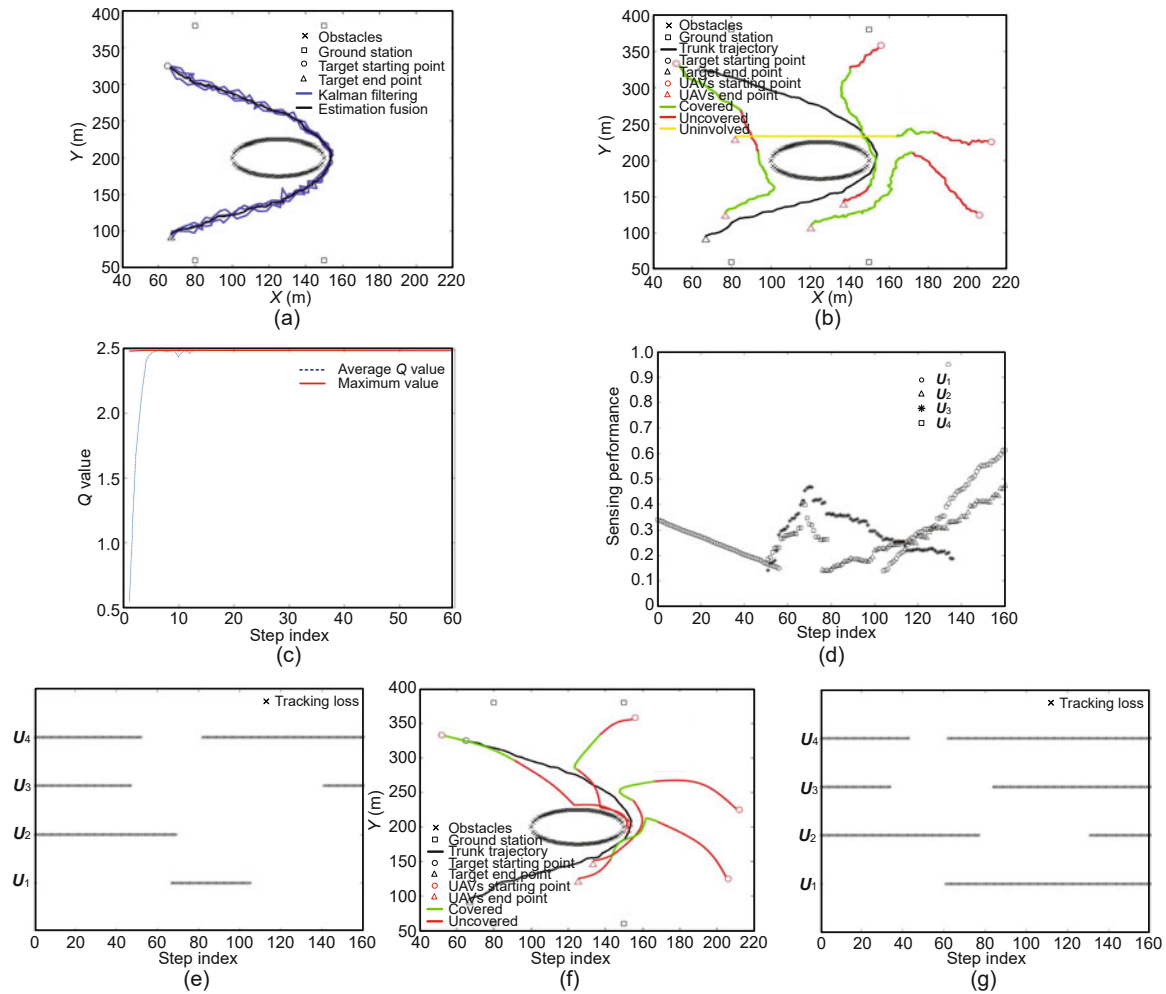 400
350
300
250
200
150
100
50
Y (m)
Obstacles
Ground station
Target starting point
Target end point
Kalman filtering
Estimation fusion
40 60 80 100 120 140 160 180 200 220
X (m)
(a)
400
350
300
250
200
150
100
50
Y (m)
Obstacles
Ground station
Trunk trajectory
Target starting point
Target end point
UAVs starting point
UAVs end point
Covered
Uncovered
Uninvolved
40 60 80 100 120 140 160 180 200 220
X (m)
(b)
2.5
2.0
1.5
1.0
0.5
Q value
Average Q value
Maximum value
0 10 20 30 40 50 60
Step index
(c)
1.0
0.9
0.8
0.7
0.6
0.5
0.4
0.3
0.2
0.1
0
Sensing performance
U1
U2
U3
U4
0 20 40 60 80 100 120 140 160
Step index
(d)
Tracking loss
U4
U3
U2
U1
0 20 40 60 80 100 120 140 160
Step index
(e)
400
350
300
250
200
150
100
50
Y (m)
Obstacles
Ground station
Trunk trajectory
Target starting point
Target end point
UAVs starting point
UAVs end point
Covered
Uncovered
40 60 80 100 120 140 160 180 200 220
Step index
(f)
Tracking loss
U4
U3
U2
U1
0 20 40 60 80 100 120 140 160
Step index
(g)